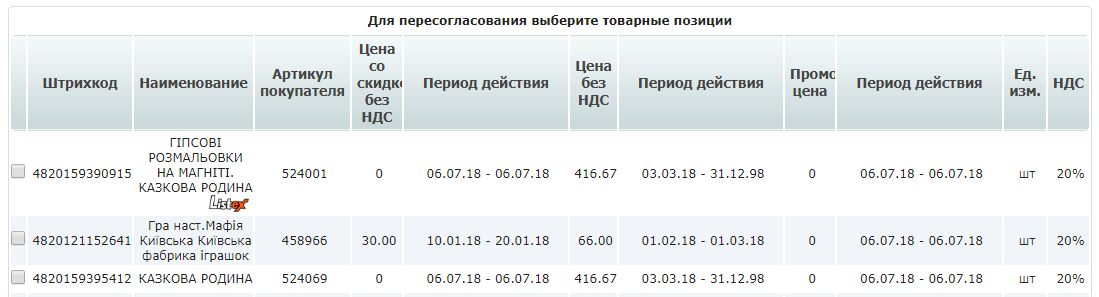 Для пересогласования выберите товарные позиции
Штрихкод Наименование Артикул покупателя Цена со скидко без НДС Период действия Цена без НДС Период действия Промо цена Период действия Ед. изм. НДС
4820159390915 ГІПСОВІ РОЗМАЛЬОВКИ НА МАГНІТІ. КАЗКОВА РОДИНА Listex 524001 0 06.07.18 - 06.07.18 416.67 03.03.18 - 31.12.98 0 06.07.18 - 06.07.18 шт 20%
4820121152641 Гра наст.Мафія Київська Київська фабрика іграшок 458966 30.00 10.01.18 - 20.01.18 66.00 01.02.18 - 01.03.18 0 06.07.18 - 06.07.18 шт 20%
4820159395412 КАЗКОВА РОДИНА 524069 0 06.07.18 - 06.07.18 416.67 03.03.18 - 31.12.98 0 06.07.18 - 06.07.18 шт 20%